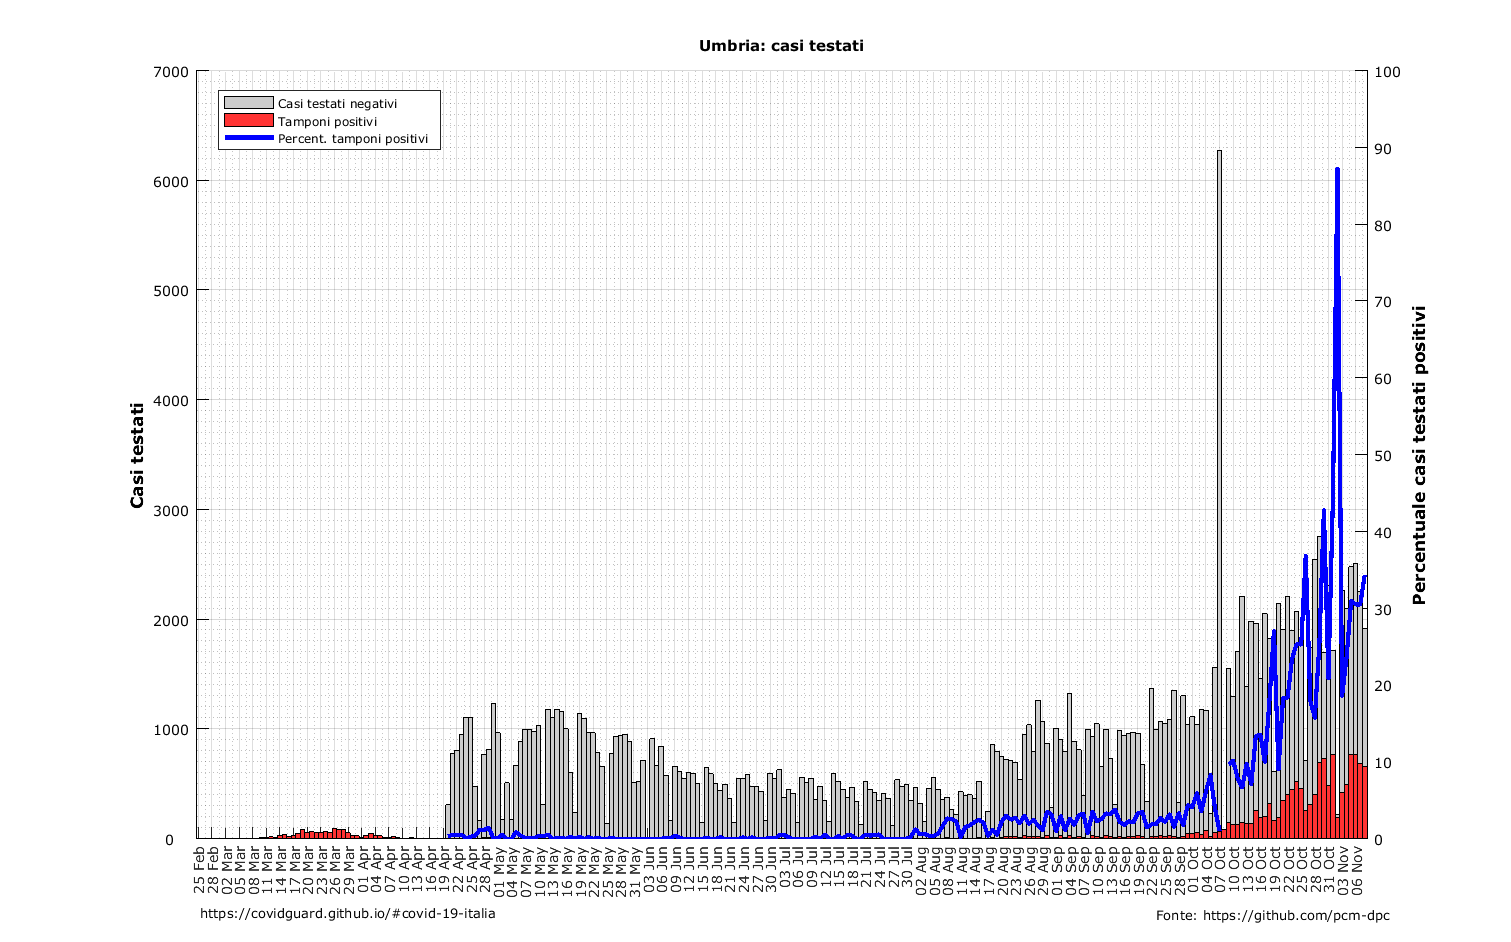 Umbria: casi testati
Casi testati negativi
Tamponi positivi
Percent. tamponi positivi
7000
6000
5000
4000
3000
2000
1000
0
Casi testati
100
90
80
70
60
50
40
30
20
10
0
Percentuale casi testati positivi
25 Feb
28 Feb
02 Mar
05 Mar
08 Mar
11 Mar
14 Mar
17 Mar
20 Mar
23 Mar
26 Mar
29 Mar
01 Apr
04 Apr
07 Apr
10 Apr
13 Apr
16 Apr
19 Apr
22 Apr
25 Apr
28 Apr
01 May
04 May
07 May
10 May
13 May
16 May
19 May
22 May
25 May
28 May
31 May
03 Jun
06 Jun
09 Jun
12 Jun
15 Jun
18 Jun
21 Jun
24 Jun
27 Jun
30 Jun
03 Jul
06 Jul
09 Jul
12 Jul
15 Jul
18 Jul
21 Jul
24 Jul
27 Jul
30 Jul
02 Aug
05 Aug
08 Aug
11 Aug
14 Aug
17 Aug
20 Aug
23 Aug
26 Aug
29 Aug
01 Sep
04 Sep
07 Sep
10 Sep
13 Sep
16 Sep
19 Sep
22 Sep
25 Sep
28 Sep
01 Oct
04 Oct
07 Oct
10 Oct
13 Oct
16 Oct
19 Oct
22 Oct
25 Oct
28 Oct
31 Oct
03 Nov
06 Nov
https://covidguard.github.io/#covid-19-italia
Fonte: https://github.com/pcm-dpc